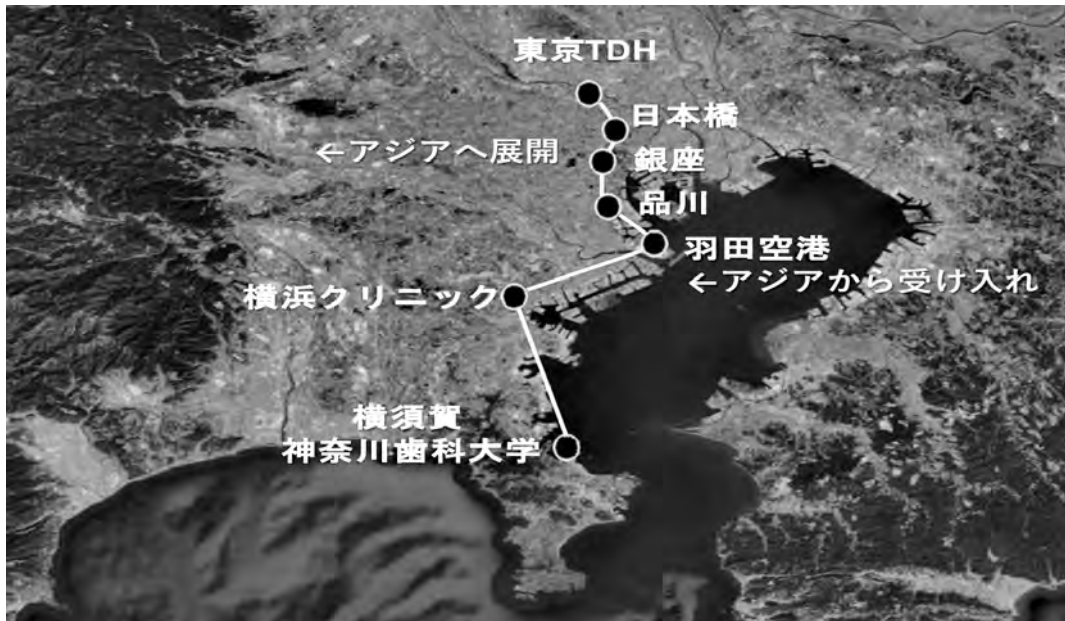 東京TDH
日本橋
←アジアへ展開
銀座
品川
羽田空港
←アジアから受け入れ
横浜クリニック
横須賀
神奈川歯科大学